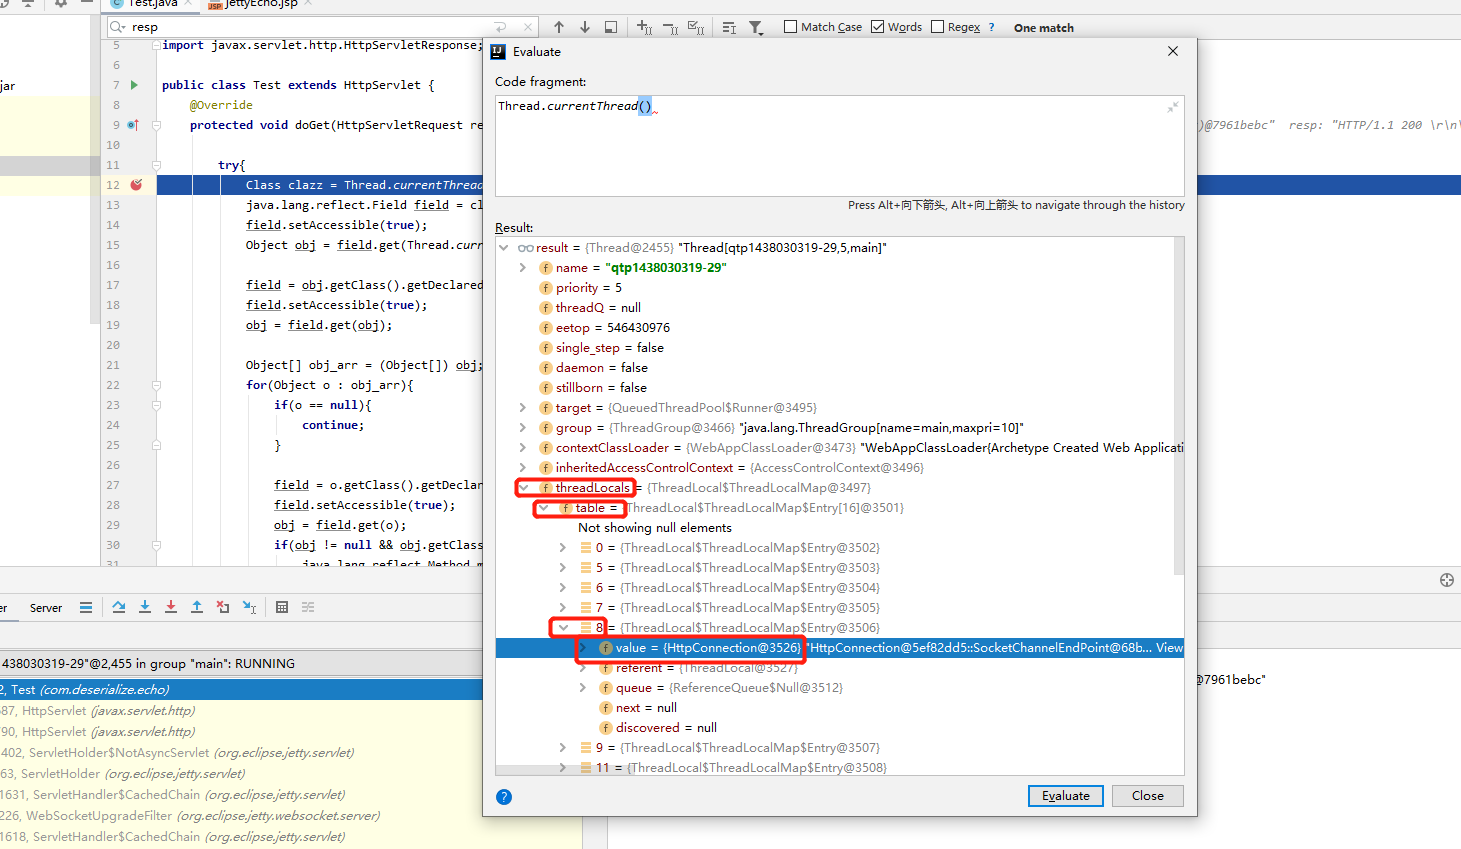 Test.java
jettyEcho.jsp
resp
Match Case
Words
Regex
?
One match
jar
5 import javax.servlet.http.HttpServletResponse;
6
7 public class Test extends HttpServlet {
8 @Override
9 protected void doGet(HttpServletRequest re
)@7961bebc" resp: "HTTP/1.1 200 \r\n\
10
11 try{
12 Class clazz = Thread.currentThread
13 java.lang.reflect.Field field = cl
14 field.setAccessible(true);
15 Object obj = field.get(Thread.curr
16
17 field = obj.getClass().getDeclared
18 field.setAccessible(true);
19 obj = field.get(obj);
20
21 Object[] obj_arr = (Object[]) obj;
22 for(Object o : obj_arr){
23 if(o == null){
24 continue;
25 }
26
27 field = o.getClass().getDeclar
28 field.setAccessible(true);
29 obj = field.get(o);
30 if(obj != null && obj.getClass
31 java.lang.reflect.Method m
Evaluate
Code fragment:
Thread.currentThread()
Press Alt+向下箭头, Alt+向上箭头 to navigate through the history
Result:
result = {Thread@2455} "Thread[qtp1438030319-29,5,main]"
name = "qtp1438030319-29"
priority = 5
threadQ = null
eetop = 546430976
single_step = false
daemon = false
stillborn = false
target = {QueuedThreadPool$Runner@3495}
group = {ThreadGroup@3466} "java.lang.ThreadGroup[name=main,maxpri=10]"
contextClassLoader = {WebAppClassLoader@3473} "WebAppClassLoader{Archetype Created Web Applicati
inheritedAccessControlContext = {AccessControlContext@3496}
threadLocals = {ThreadLocal$ThreadLocalMap@3497}
table = {ThreadLocal$ThreadLocalMap$Entry[16]@3501}
Not showing null elements
0 = {ThreadLocal$ThreadLocalMap$Entry@3502}
5 = {ThreadLocal$ThreadLocalMap$Entry@3503}
6 = {ThreadLocal$ThreadLocalMap$Entry@3504}
7 = {ThreadLocal$ThreadLocalMap$Entry@3505}
8 = {ThreadLocal$ThreadLocalMap$Entry@3506}
value = {HttpConnection@3526} "HttpConnection@5ef82dd5::SocketChannelEndPoint@68b... View
referent = {ThreadLocal@3527}
queue = {ReferenceQueue$Null@3512}
next = null
discovered = null
9 = {ThreadLocal$ThreadLocalMap$Entry@3507}
11 = {ThreadLocal$ThreadLocalMap$Entry@3508}
?
Evaluate
Close
er
Server
438030319-29"@2,455 in group "main": RUNNING
2, Test (com.deserialize.echo)
@7961bebc"
687, HttpServlet (javax.servlet.http)
790, HttpServlet (javax.servlet.http)
1402, ServletHolder$NotAsyncServlet (org.eclipse.jetty.servlet)
763, ServletHolder (org.eclipse.jetty.servlet)
1631, ServletHandler$CachedChain (org.eclipse.jetty.servlet)
226, WebSocketUpgradeFilter (org.eclipse.jetty.websocket.server)
1618, ServletHandler$CachedChain (org.eclipse.jetty.servlet)